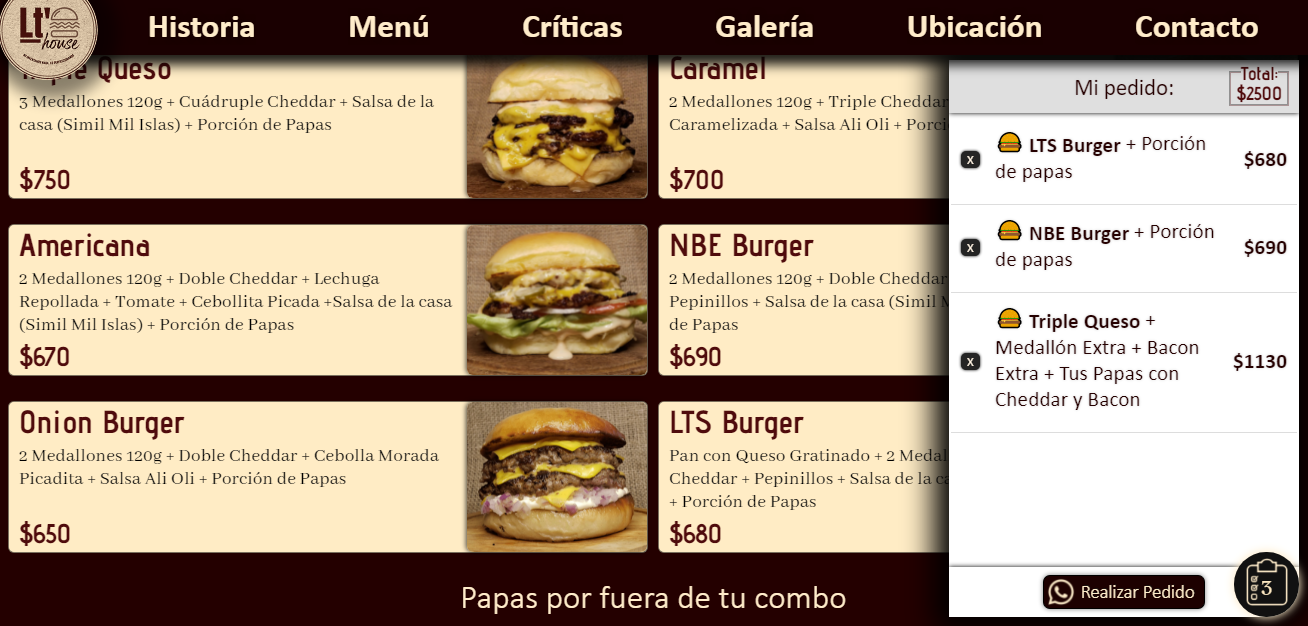 Lt'
house
Historia
Menú
Críticas
Galería
Ubicación
Contacto
Queso
3 Medallones 120g + Cuádruple Cheddar + Salsa de la
casa (Simil Mil Islas) + Porción de Papas
$750
Caramel
2 Medallones 120g + Triple Cheddar
Caramelizada + Salsa Ali Oli + Porci
$700
Americana
2 Medallones 120g + Doble Cheddar + Lechuga
Repollada + Tomate + Cebollita Picada +Salsa de la casa
(Simil Mil Islas) + Porción de Papas
$670
NBE Burger
2 Medallones 120g + Doble Cheddar
Pepinillos + Salsa de la casa (Simil M
de Papas
$690
Onion Burger
2 Medallones 120g + Doble Cheddar + Cebolla Morada
Picadita + Salsa Ali Oli + Porción de Papas
$650
LTS Burger
Pan con Queso Gratinado + 2 Medal
Cheddar + Pepinillos + Salsa de la ca
+ Porción de Papas
$680
Papas por fuera de tu combo
Mi pedido:
Total:
$2500
x
LTS Burger + Porción
de papas
$680
x
NBE Burger + Porción
de papas
$690
x
Triple Queso +
Medallón Extra + Bacon
Extra + Tus Papas con
Cheddar y Bacon
$1130
Realizar Pedido
3